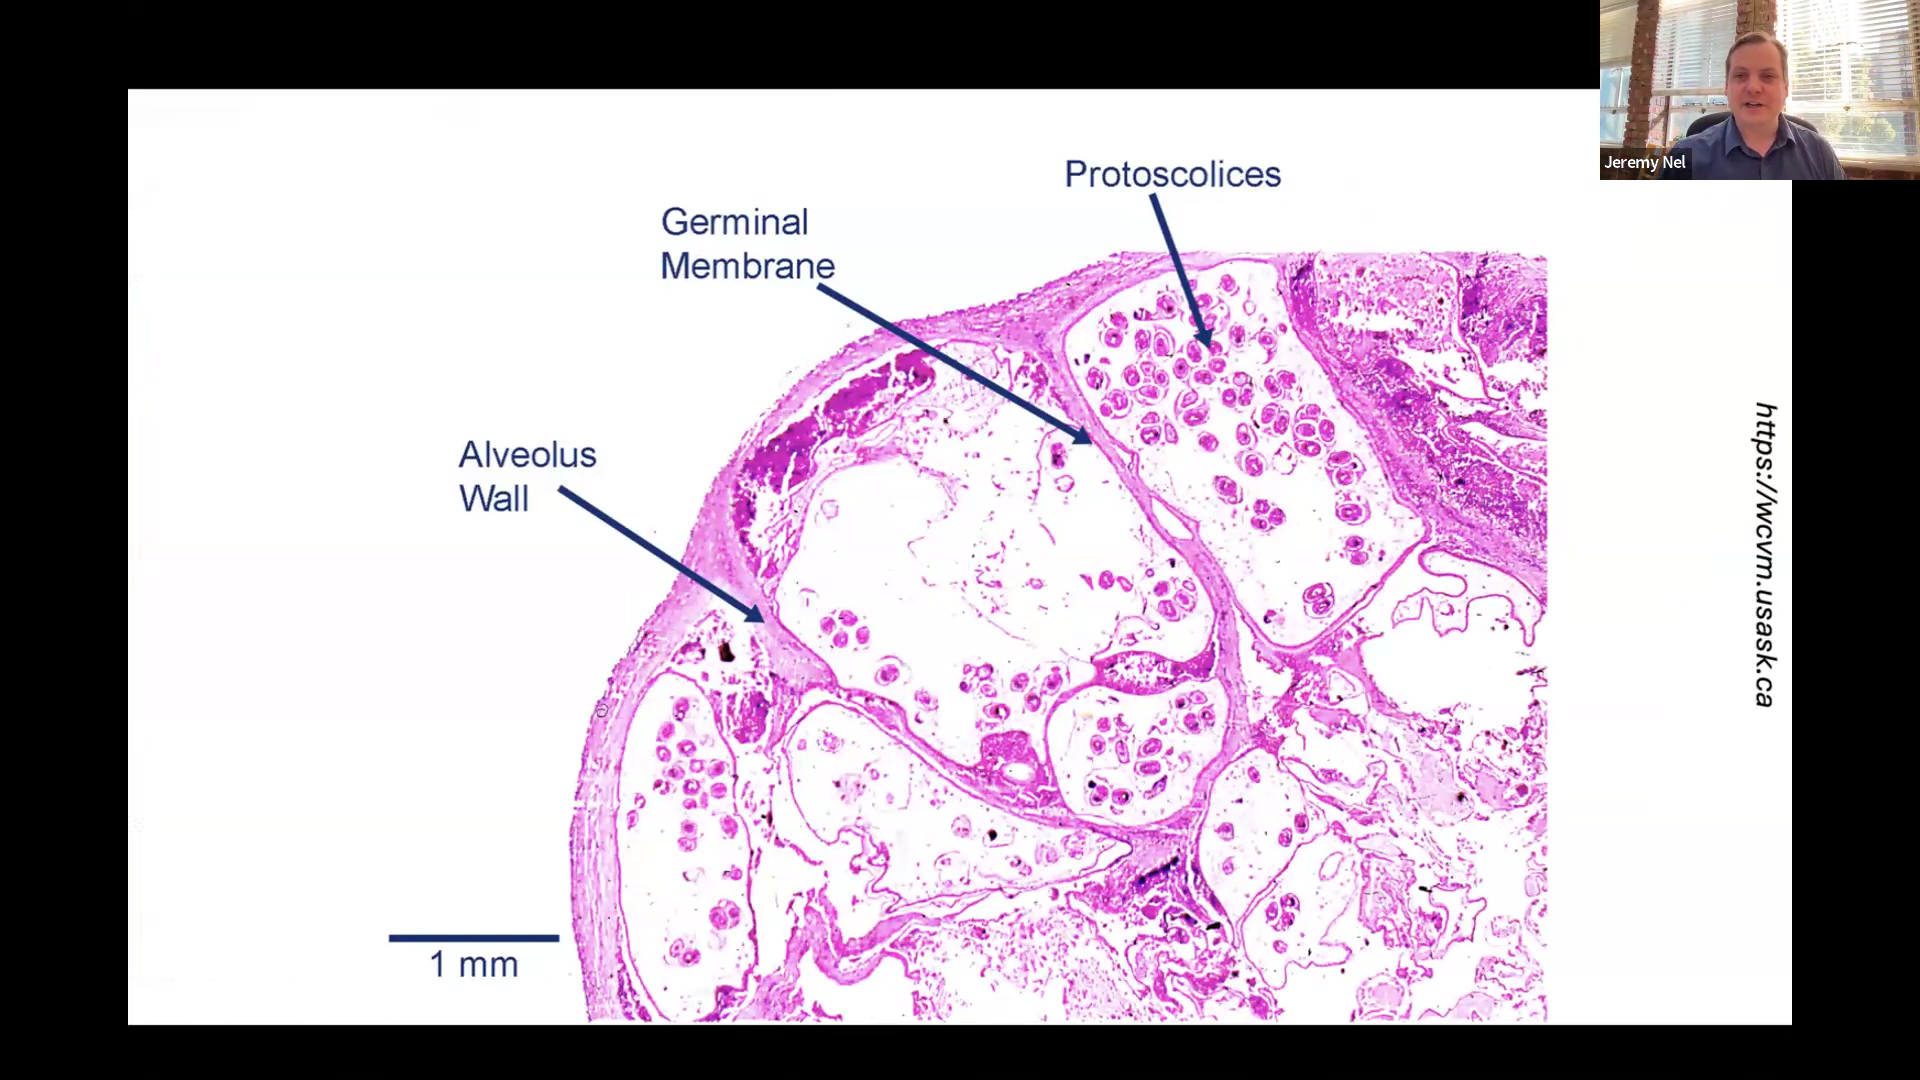 Jeremy Nel
Protoscolices
Germinal
Membrane
Alveolus
Wall
1 mm
https://wcvm.usask.ca